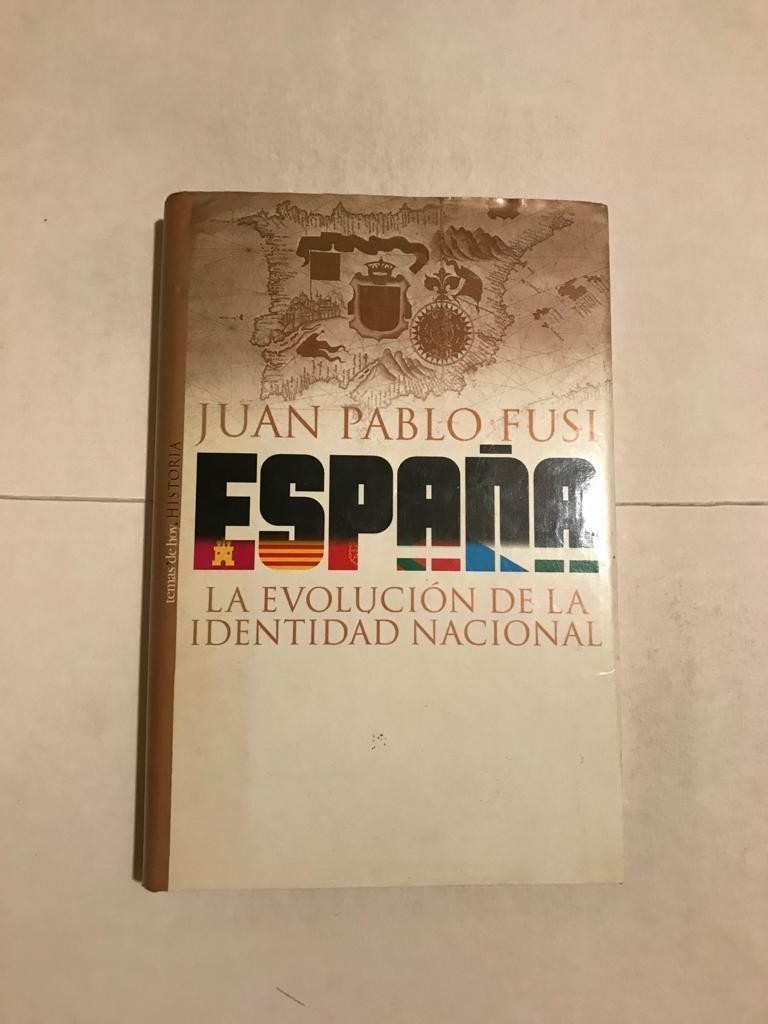 JUAN PABLO FUSI
ESPAÑA
LA EVOLUCIÓN DE LA
IDENTIDAD NACIONAL
temas de hoy. HISTORIA